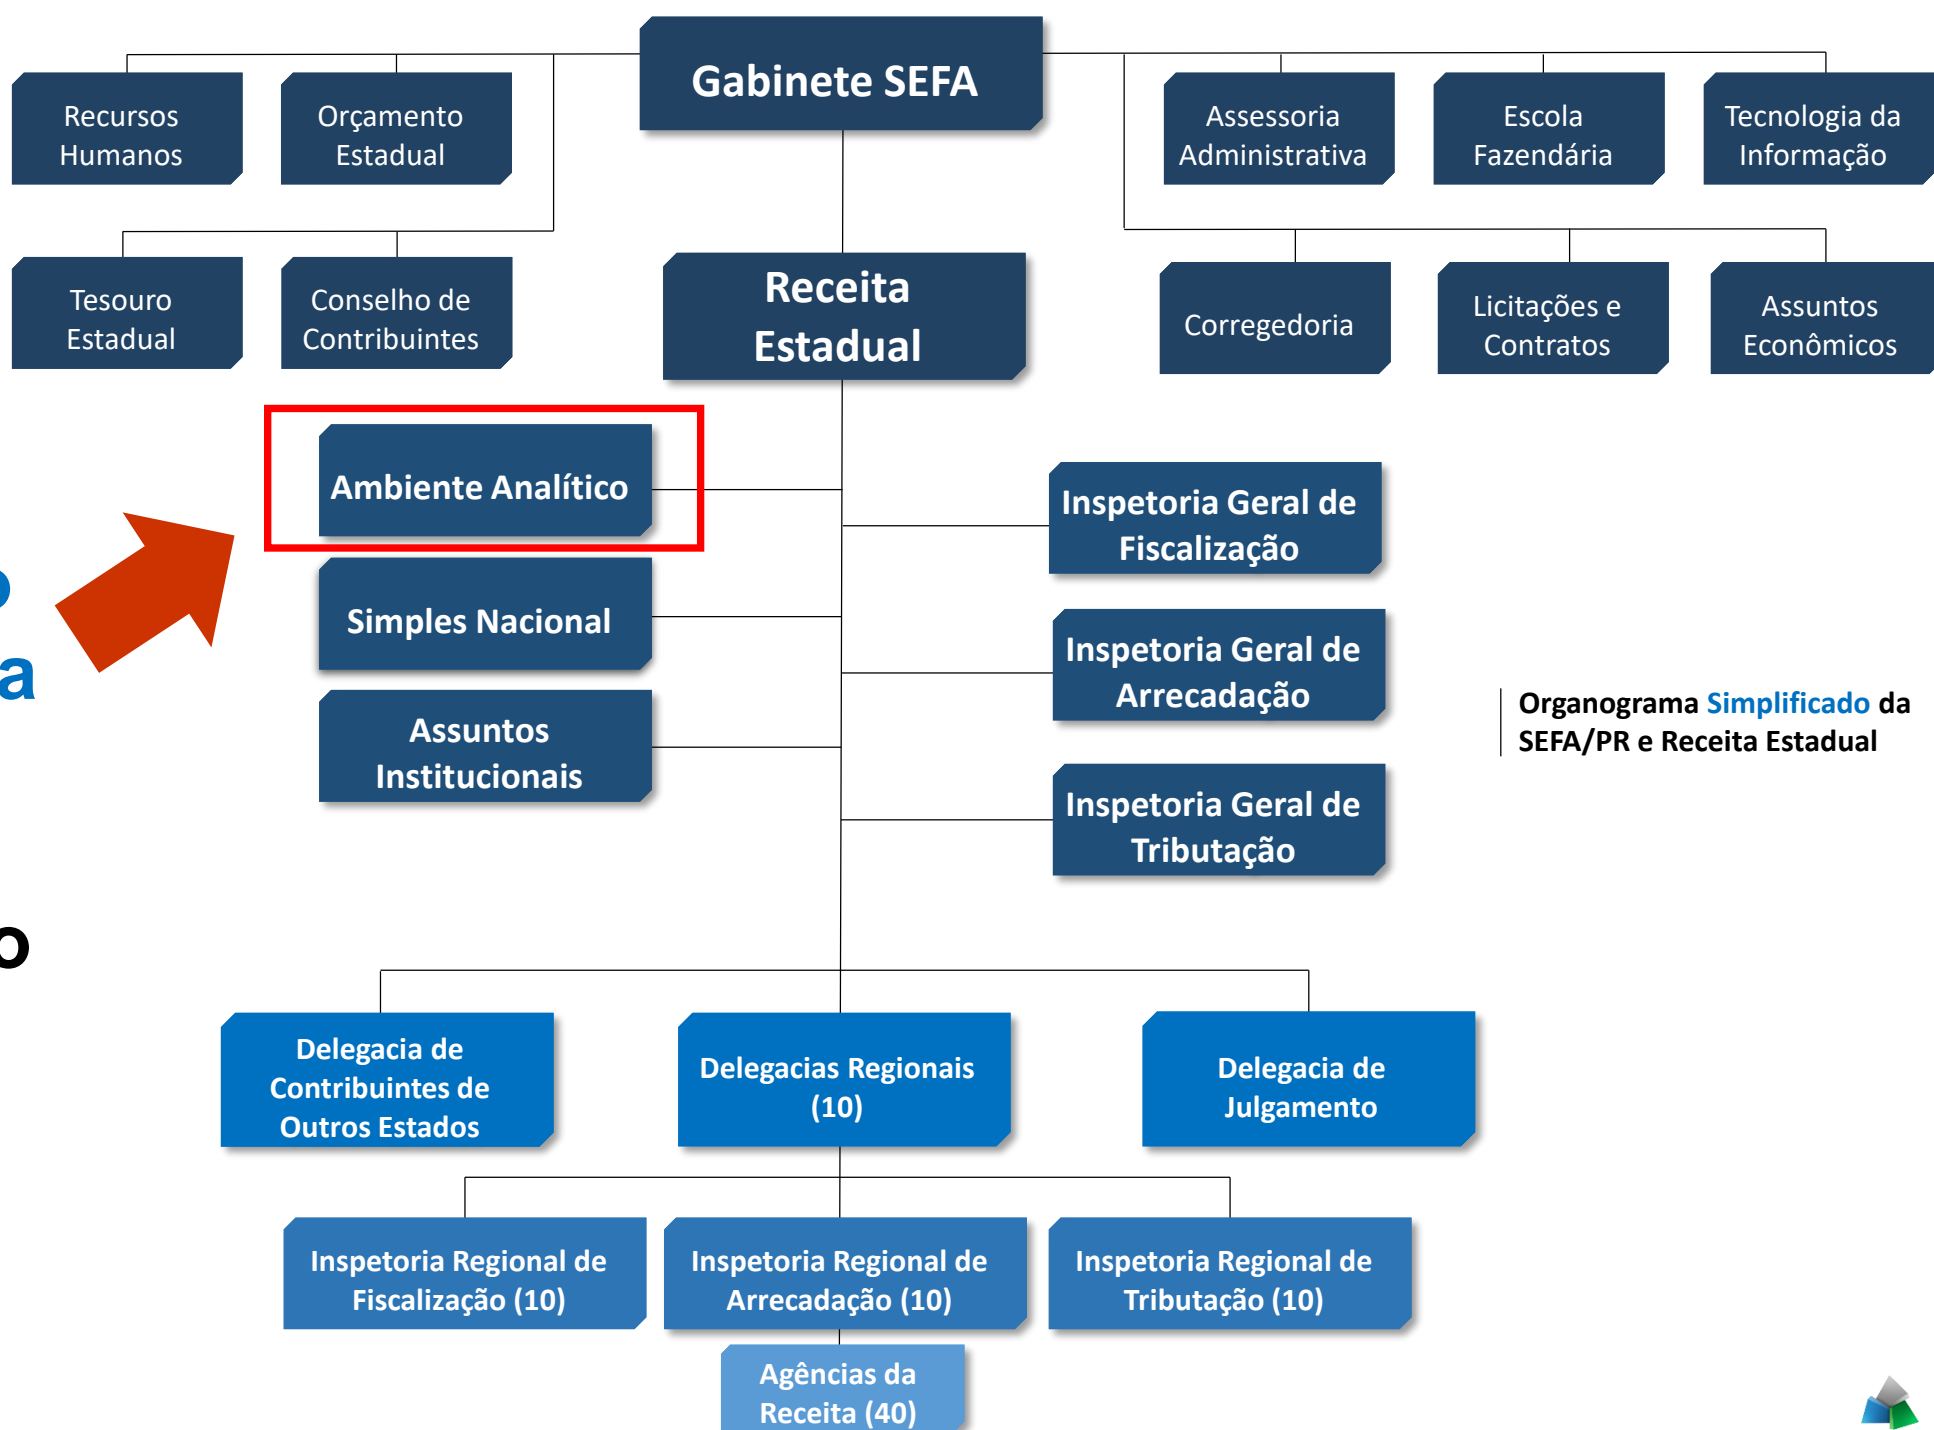 Gabinete SEFA
Recursos
Humanos
Orçamento
Estadual
Assessoria
Administrativa
Escola
Fazendária
Tecnologia da
Informação
Tesouro
Estadual
Conselho de
Contribuintes
Receita
Estadual
Corregedoria
Licitações e
Contratos
Assuntos
Econômicos
Ambiente Analítico
Inspetoria Geral de
Fiscalização
Simples Nacional
Inspetoria Geral de
Arrecadação
a
Assuntos
Institucionais
Organograma Simplificado da
SEFA/PR e Receita Estadual
Inspetoria Geral de
Tributação
o
Delegacia de
Contribuintes de
Outros Estados
Delegacias Regionais
(10)
Delegacia de
Julgamento
Inspetoria Regional de
Fiscalização (10)
Inspetoria Regional de
Arrecadação (10)
Inspetoria Regional de
Tributação (10)
Agências da
Receita (40)